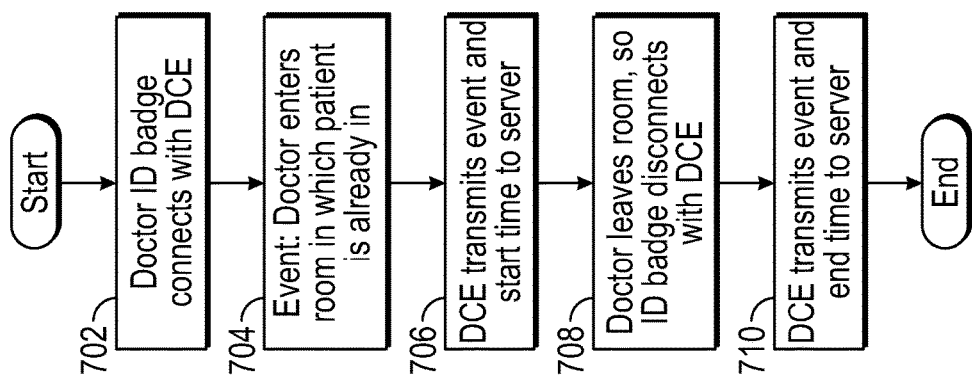 Start
702
Doctor ID badge
connects with DCE
704
Event: Doctor enters
room in which patient
is already in
706
DCE transmits event and
start time to server
708
Doctor leaves room, so
ID badge disconnects
with DCE
710
DCE transmits event and
end time to server
End